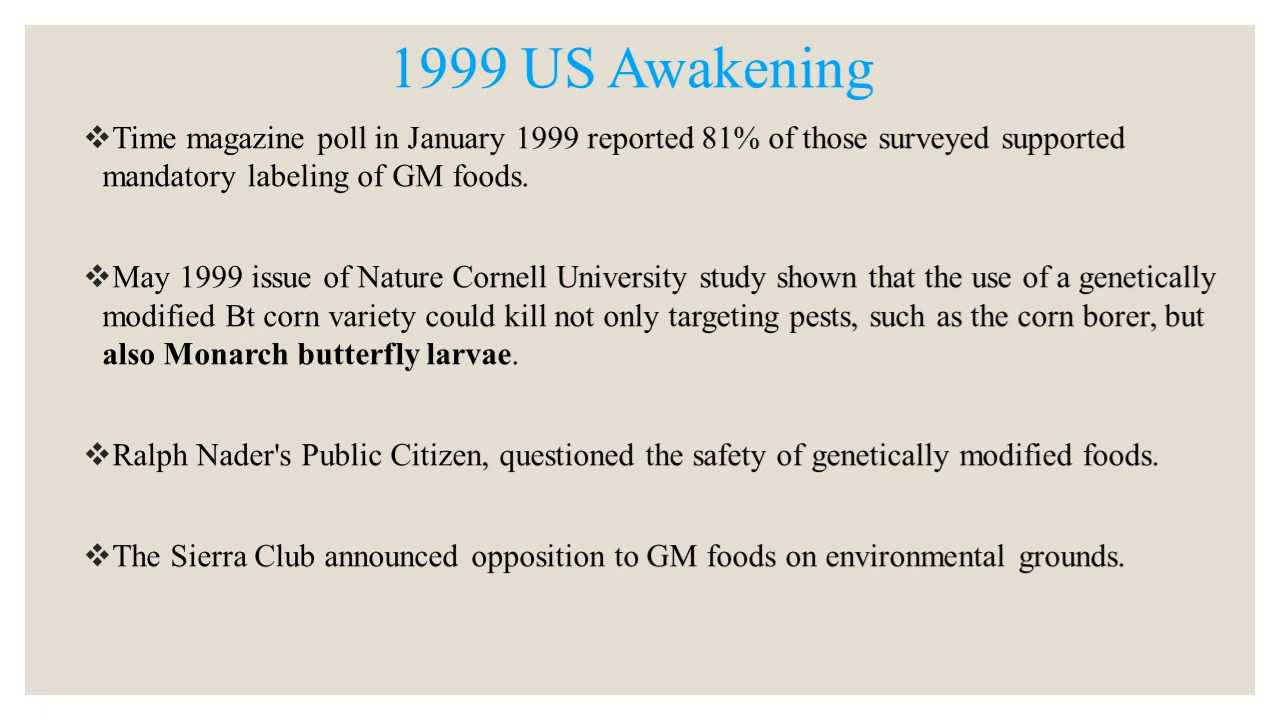 1999 US Awakening
❖Time magazine poll in January 1999 reported 81% of those surveyed supported
mandatory labeling of GM foods.
❖May 1999 issue of Nature Cornell University study shown that the use of a genetically
modified Bt corn variety could kill not only targeting pests, such as the corn borer, but
also Monarch butterfly larvae.
❖Ralph Nader's Public Citizen, questioned the safety of genetically modified foods.
❖The Sierra Club announced opposition to GM foods on environmental grounds.